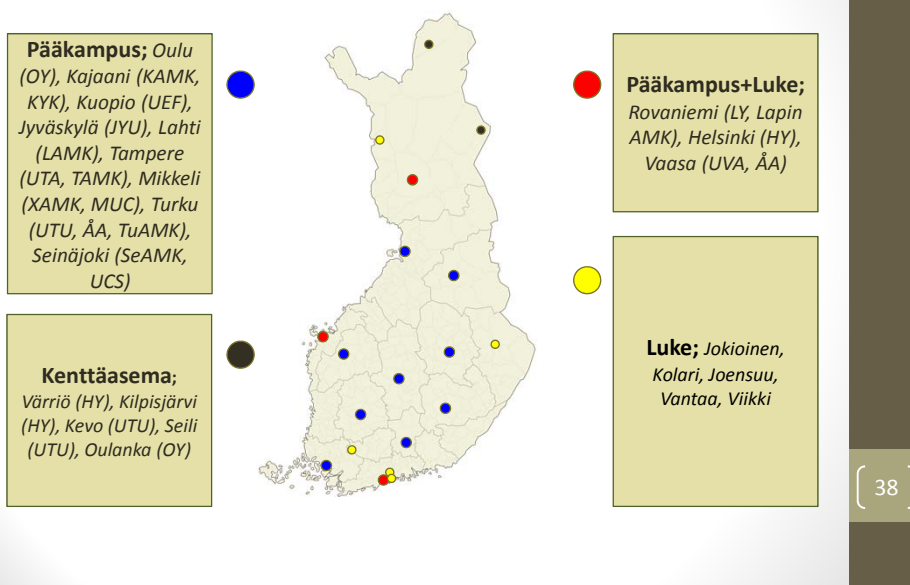 Pääkampus; Oulu
(OY), Kajaani (KAMK,
KYK), Kuopio (UEF),
Jyväskylä (JYU), Lahti
(LAMK), Tampere
(UTA, TAMK), Mikkeli
(XAMK, MUC), Turku
(UTU, ÅA, TuAMK),
Seinäjoki (SeAMK,
UCS)
Kenttäasema;
Värriö (HY), Kilpisjärvi
(HY), Kevo (UTU), Seili
(UTU), Oulanka (OY)
Pääkampus+Luke;
Rovaniemi (LY, Lapin
AMK), Helsinki (HY),
Vaasa (UVA, ÅA)
Luke; Jokioinen,
Kolari, Joensuu,
Vantaa, Viikki
38